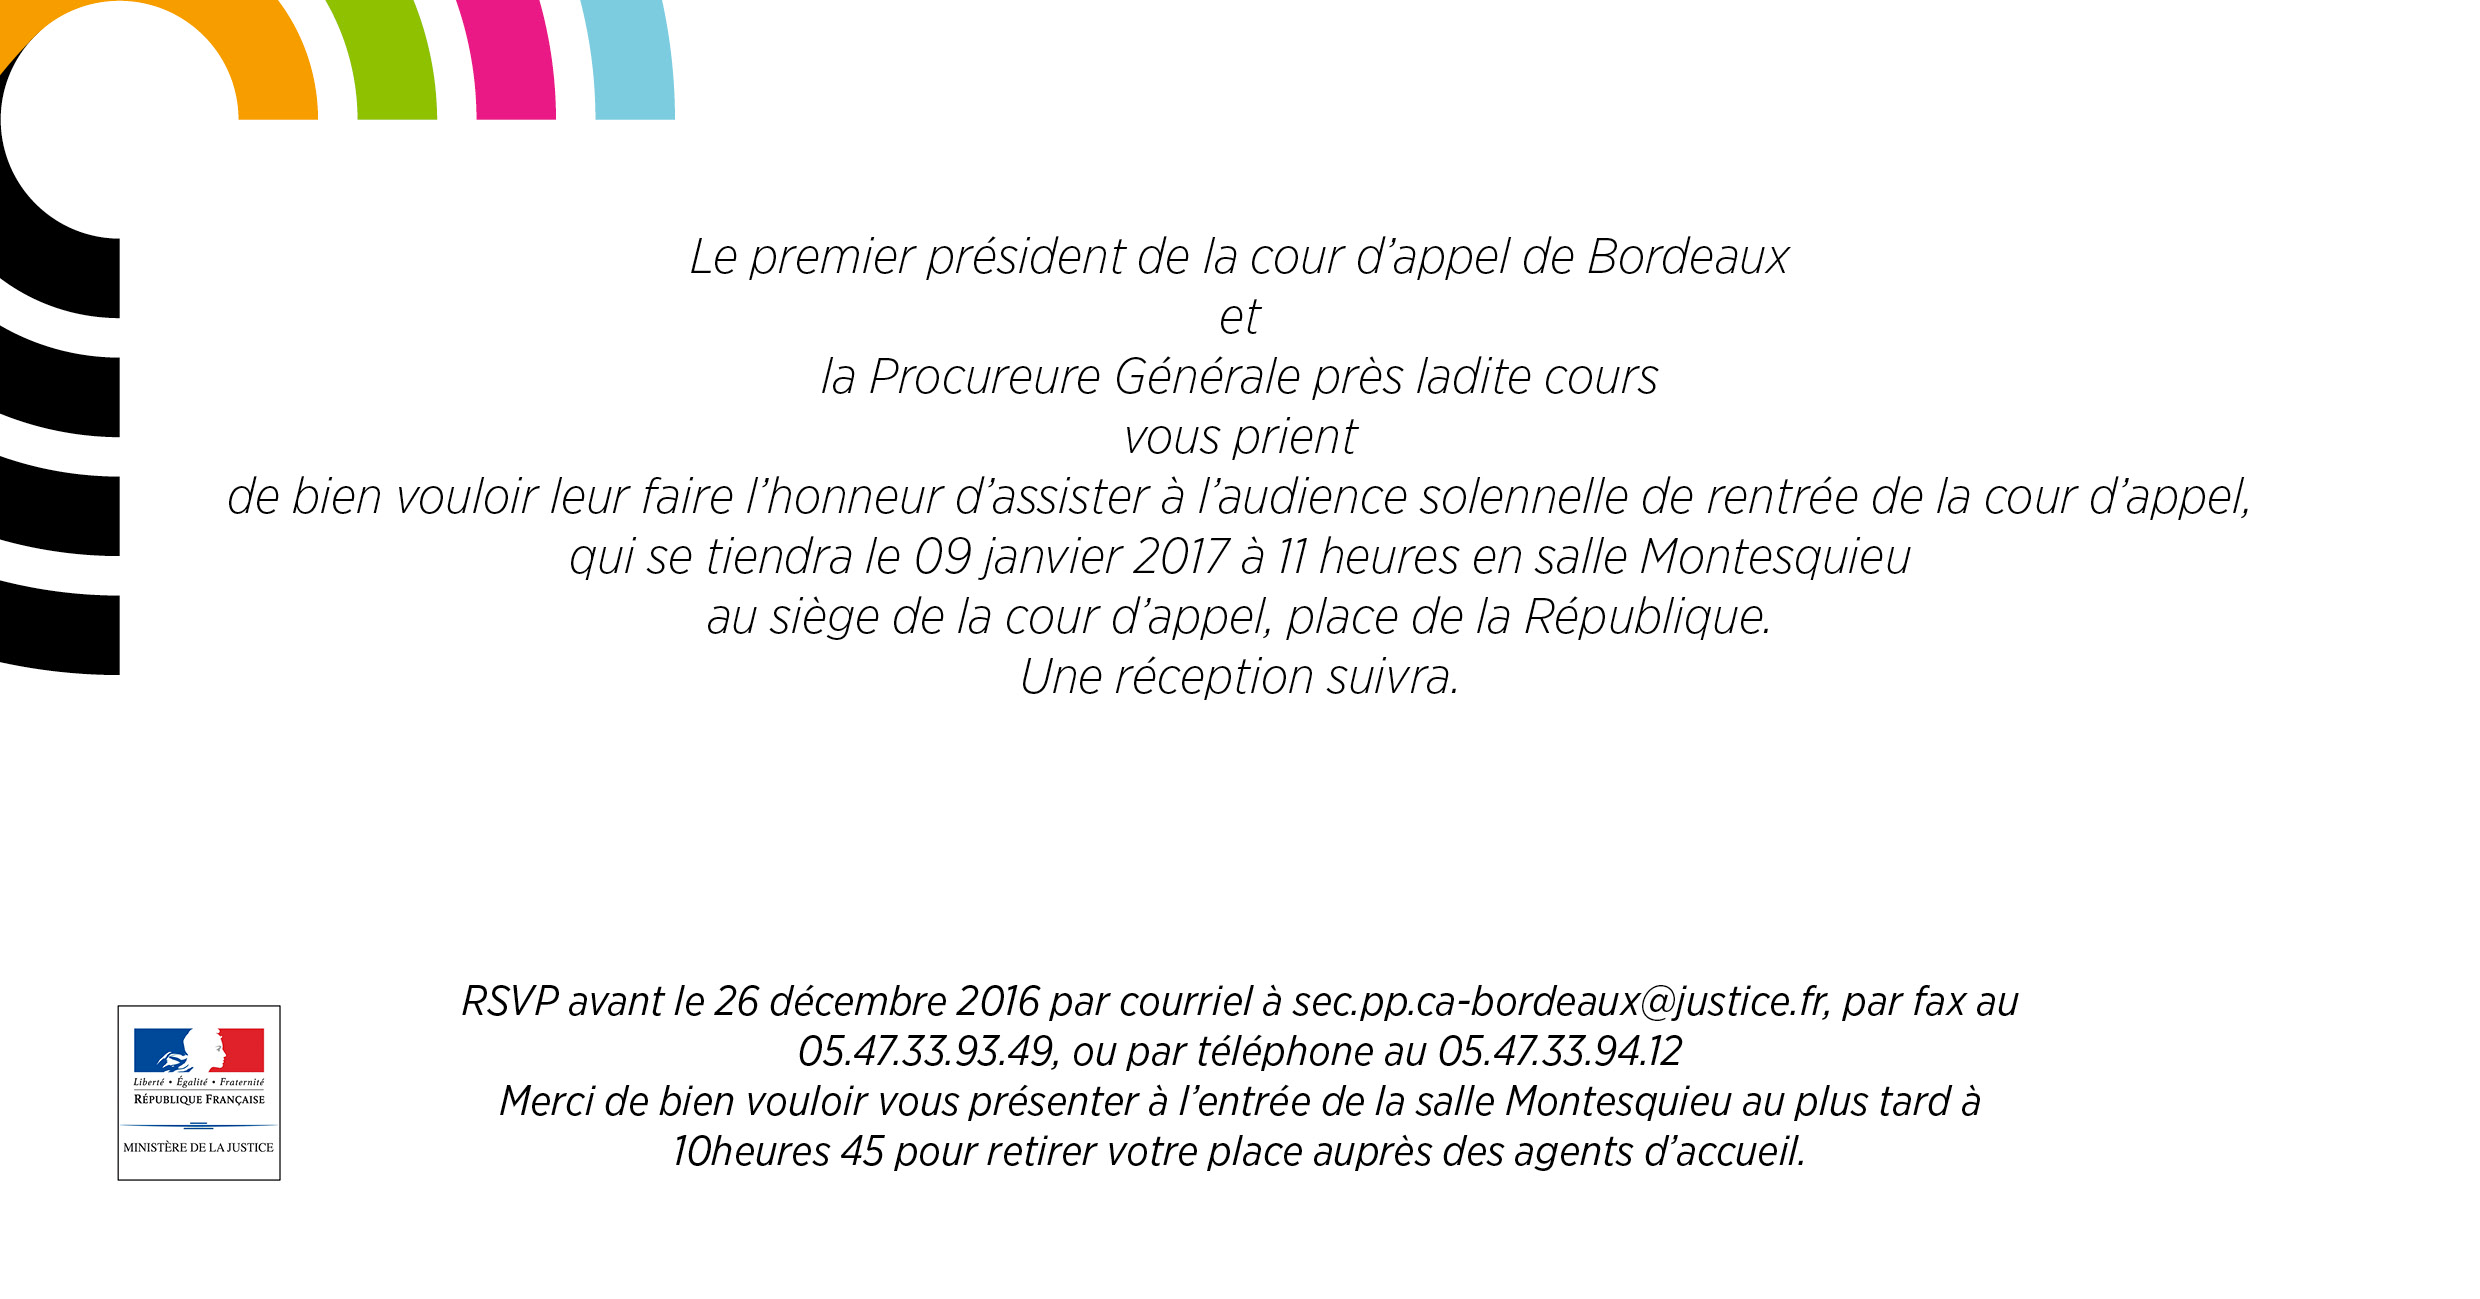 Le premier président de la cour d’appel de Bordeaux
et
la Procureure Générale près ladite cours
vous prient
de bien vouloir leur faire l’honneur d’assister à l’audience solennelle de rentrée de la cour d’appel,
qui se tiendra le 09 janvier 2017 à 11 heures en salle Montesquieu
au siège de la cour d’appel, place de la République.
Une réception suivra.
RSVP avant le 26 décembre 2016 par courriel à sec.pp.ca-bordeaux@justice.fr, par fax au
05.47.33.93.49, ou par téléphone au 05.47.33.94.12
Merci de bien vouloir vous présenter à l’entrée de la salle Montesquieu au plus tard à
10heures 45 pour retirer votre place auprès des agents d’accueil.
Liberté • Égalité • Fraternité
RÉPUBLIQUE FRANÇAISE
MINISTÈRE DE LA JUSTICE